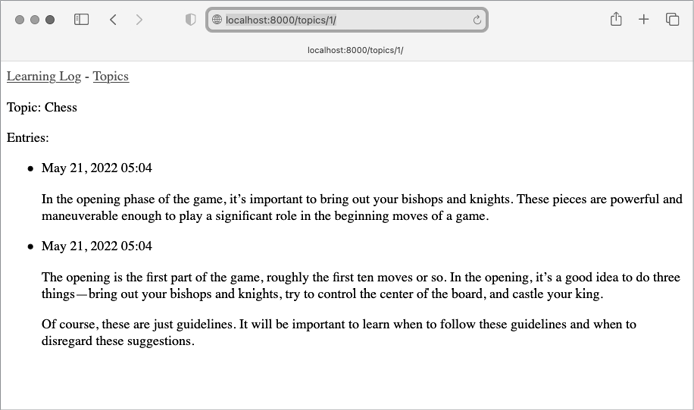 localhost:8000/topics/1/
localhost:8000/topics/1/
Learning Log - Topics
Topic: Chess
Entries:
• May 21, 2022 05:04
In the opening phase of the game, it’s important to bring out your bishops and knights. These pieces are powerful and
maneuverable enough to play a significant role in the beginning moves of a game.
• May 21, 2022 05:04
The opening is the first part of the game, roughly the first ten moves or so. In the opening, it’s a good idea to do three
things—bring out your bishops and knights, try to control the center of the board, and castle your king.
Of course, these are just guidelines. It will be important to learn when to follow these guidelines and when to
disregard these suggestions.